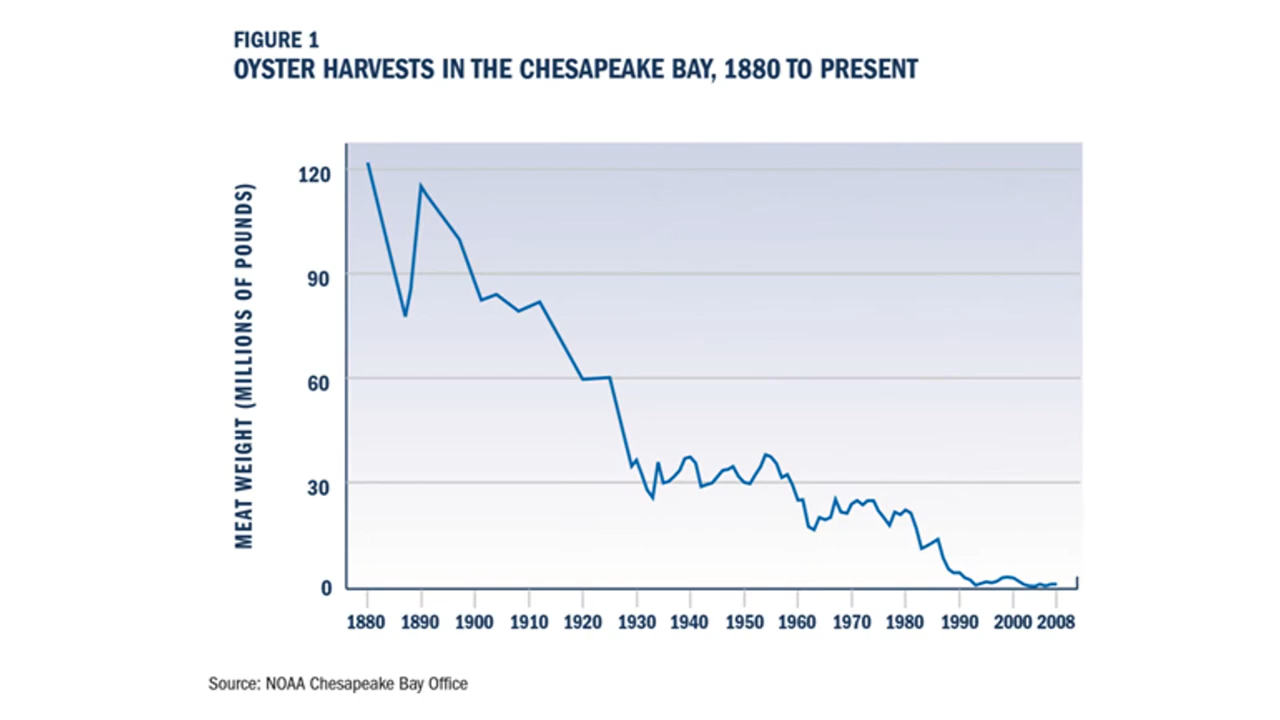 FIGURE 1
OYSTER HARVESTS IN THE CHESAPEAKE BAY, 1880 TO PRESENT
MEAT WEIGHT (MILLIONS OF POUNDS)
120
90
60
30
0
1880 1890 1900 1910 1920 1930 1940 1950 1960 1970 1980 1990 2000 2008
Source: NOAA Chesapeake Bay Office